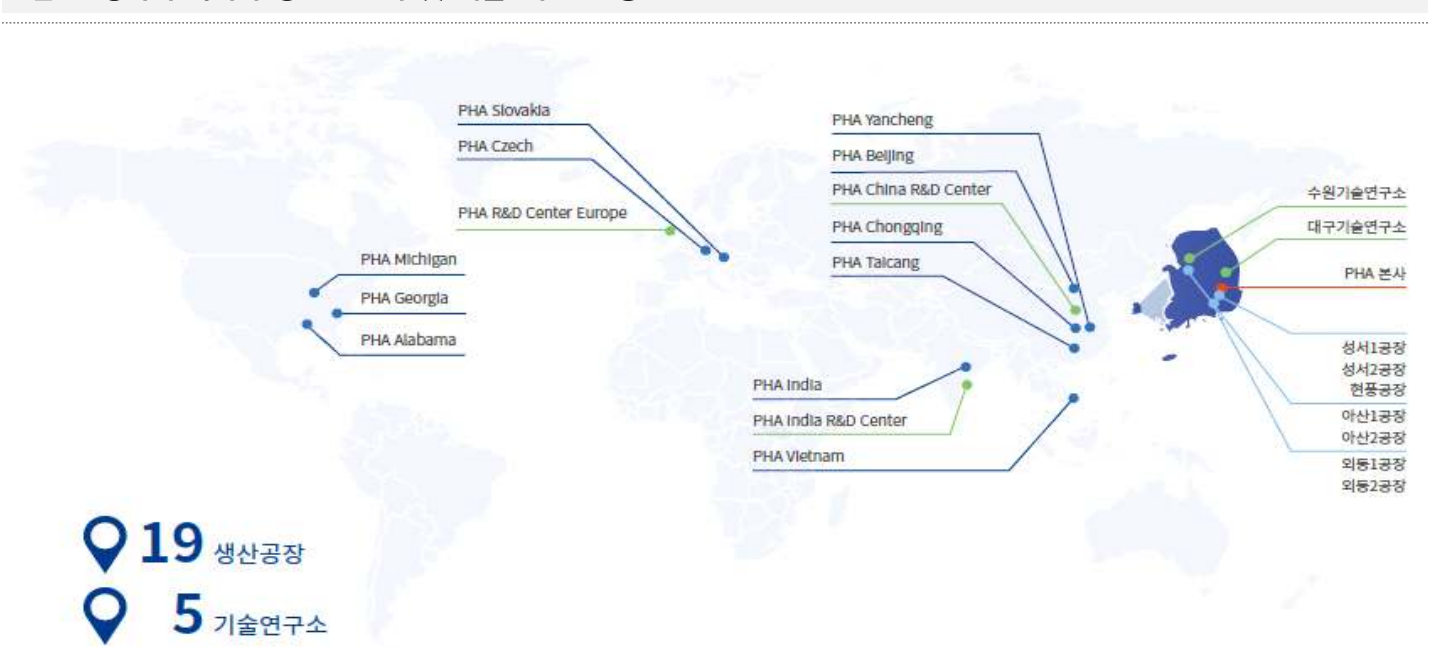 PHA Slovakia
PHA Czech
PHA R&D Center Europe
PHA Michigan
PHA Georgia
PHA Alabama
PHA Yancheng
PHA Beijing
PHA China R&D Center
PHA Chongqing
PHA Taicang
PHA India
PHA India R&D Center
PHA Vietnam
수원기술연구소
대구기술연구소
PHA 본사
성서1공장
성서2공장
현풍공장
아산1공장
아산2공장
외동1공장
외동2공장
19 생산공장
5 기술연구소